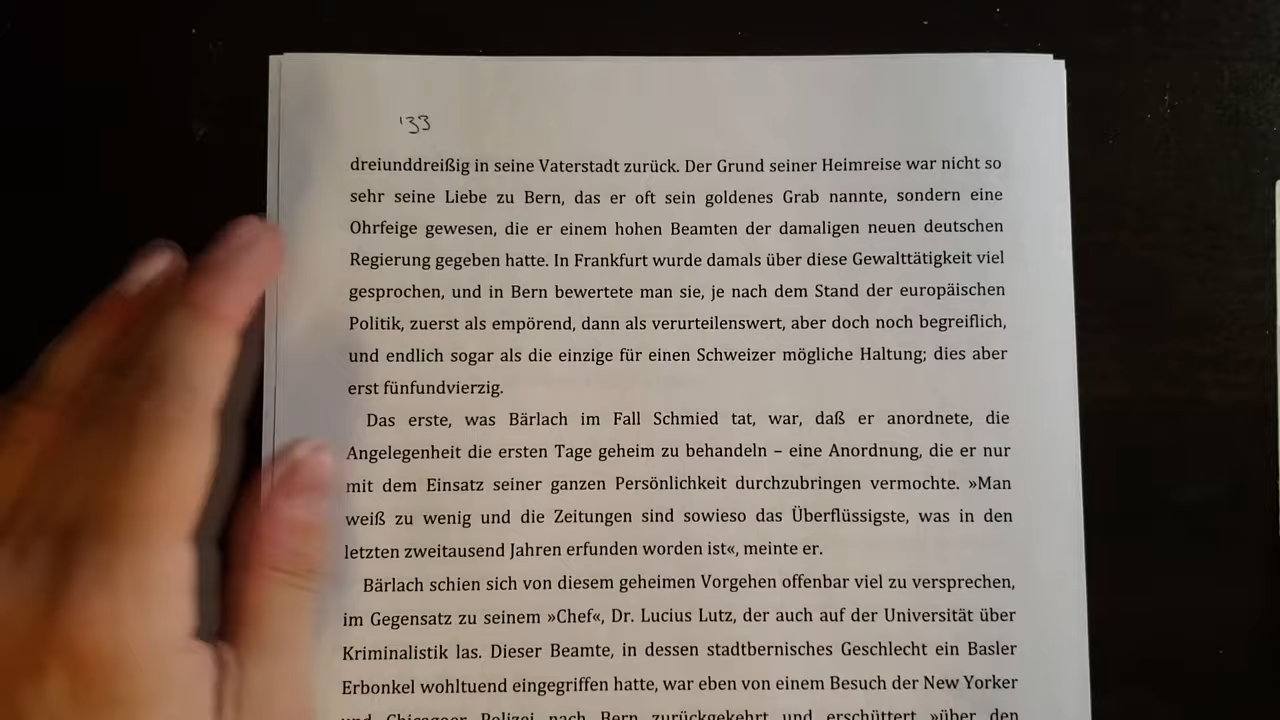 '33
dreiunddreißig in seine Vaterstadt zurück. Der Grund seiner Heimreise war nicht so
sehr seine Liebe zu Bern, das er oft sein goldenes Grab nannte, sondern eine
Ohrfeige gewesen, die er einem hohen Beamten der damaligen neuen deutschen
Regierung gegeben hatte. In Frankfurt wurde damals über diese Gewalttätigkeit viel
gesprochen, und in Bern bewertete man sie, je nach dem Stand der europäischen
Politik, zuerst als empörend, dann als verurteilenswert, aber doch noch begreiflich,
und endlich sogar als die einzige für einen Schweizer mögliche Haltung; dies aber
erst fünfundvierzig.
Das erste, was Bärlach im Fall Schmied tat, war, daß er anordnete, die
Angelegenheit die ersten Tage geheim zu behandeln – eine Anordnung, die er nur
mit dem Einsatz seiner ganzen Persönlichkeit durchzubringen vermochte. »Man
weiß zu wenig und die Zeitungen sind sowieso das Überflüssigste, was in den
letzten zweitausend Jahren erfunden worden ist«, meinte er.
Bärlach schien sich von diesem geheimen Vorgehen offenbar viel zu versprechen,
im Gegensatz zu seinem »Chef«, Dr. Lucius Lutz, der auch auf der Universität über
Kriminalistik las. Dieser Beamte, in dessen stadtbernisches Geschlecht ein Basler
Erbonkel wohltuend eingegriffen hatte, war eben von einem Besuch der New Yorker
und Chicagoer Polizei nach Bern zurückgekehrt und erschüttert »über den